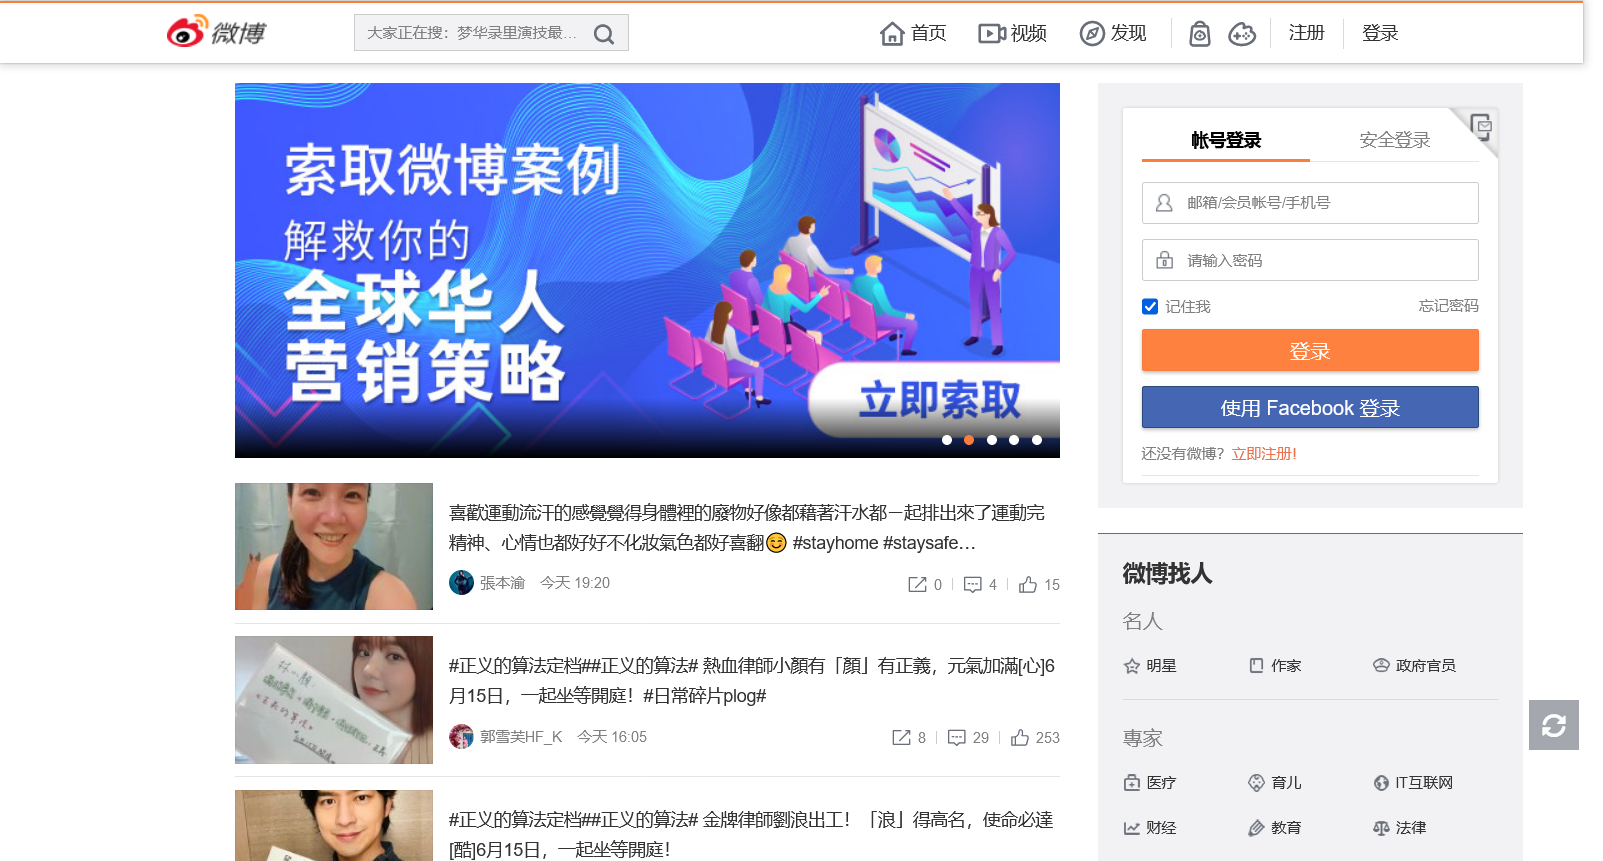 微博
大家正在搜：梦华录里演技最...
首页
视频
发现
注册
登录
索取微博案例
解救你的
全球华人
营销策略
立即索取
帐号登录
安全登录
邮箱/会员帐号/手机号
请输入密码
记住我
忘记密码
登录
使用 Facebook 登录
还没有微博？立即注册!
喜歡運動流汗的感覺覺得身體裡的廢物好像都藉著汗水都一起排出來了運動完
精神、心情也都好好不化妝氣色都好喜翻😊 #stayhome #staysafe…
張本渝 今天 19:20
0 4 15
#正义的算法定档##正义的算法# 熱血律師小顏有「顏」有正義，元氣加滿[心]6
月15日，一起坐等開庭！#日常碎片plog#
郭雪芙HF_K 今天 16:05
8 29 253
#正义的算法定档##正义的算法# 金牌律師劉浪出工！「浪」得高名，使命必達
[酷]6月15日，一起坐等開庭！
微博找人
名人
明星 作家 政府官员
專家
医疗 育儿 IT互联网
财经 教育 法律